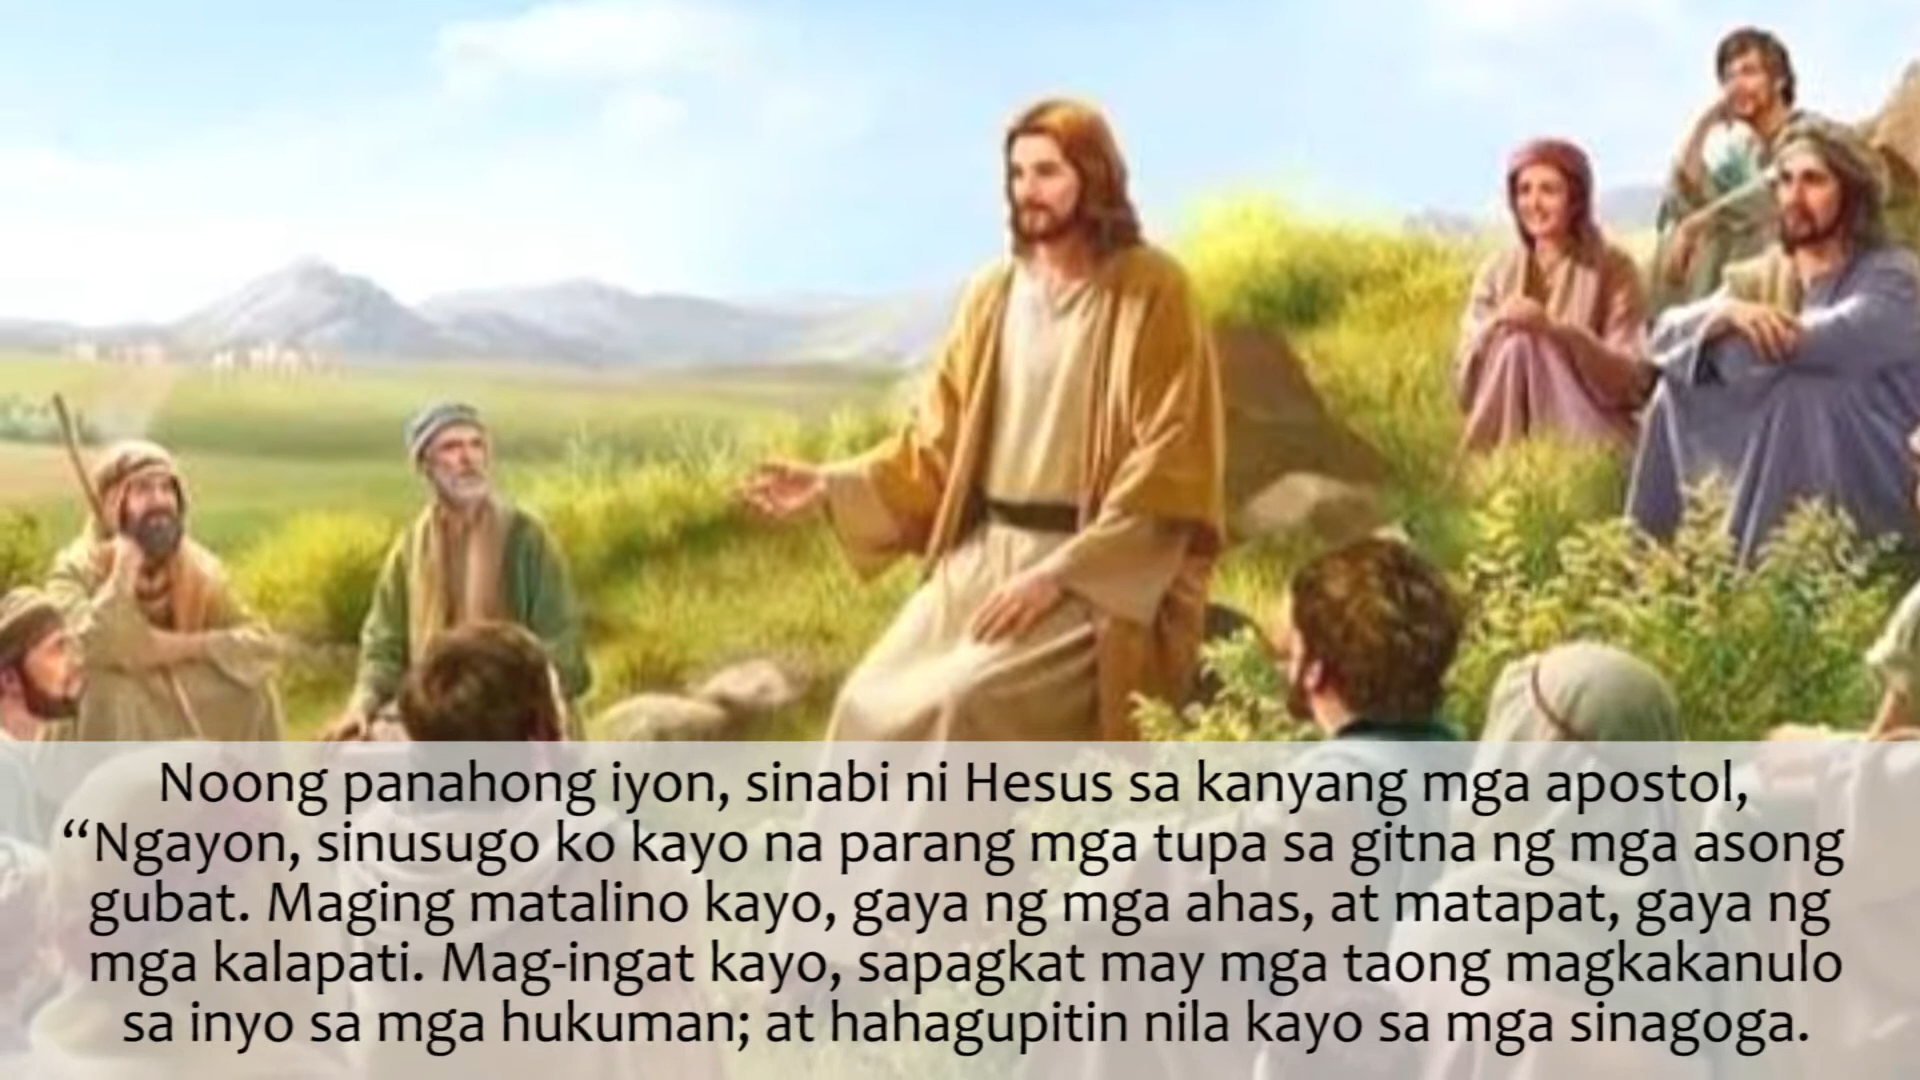 Noong panahong iyon, sinabi ni Hesus sa kanyang mga apostol,
“Ngayon, sinusugo ko kayo na parang mga tupa sa gitna ng mga asong
gubat. Maging matalino kayo, gaya ng mga ahas, at matapat, gaya ng
mga kalapati. Mag-ingat kayo, sapagkat may mga taong magkakanulo
sa inyo sa mga hukuman; at hahagupitin nila kayo sa mga sinagoga.